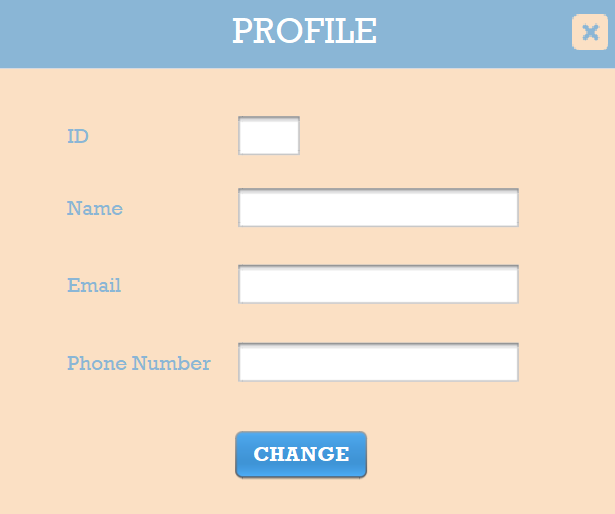 PROFILE
ID
Name
Email
Phone Number
CHANGE